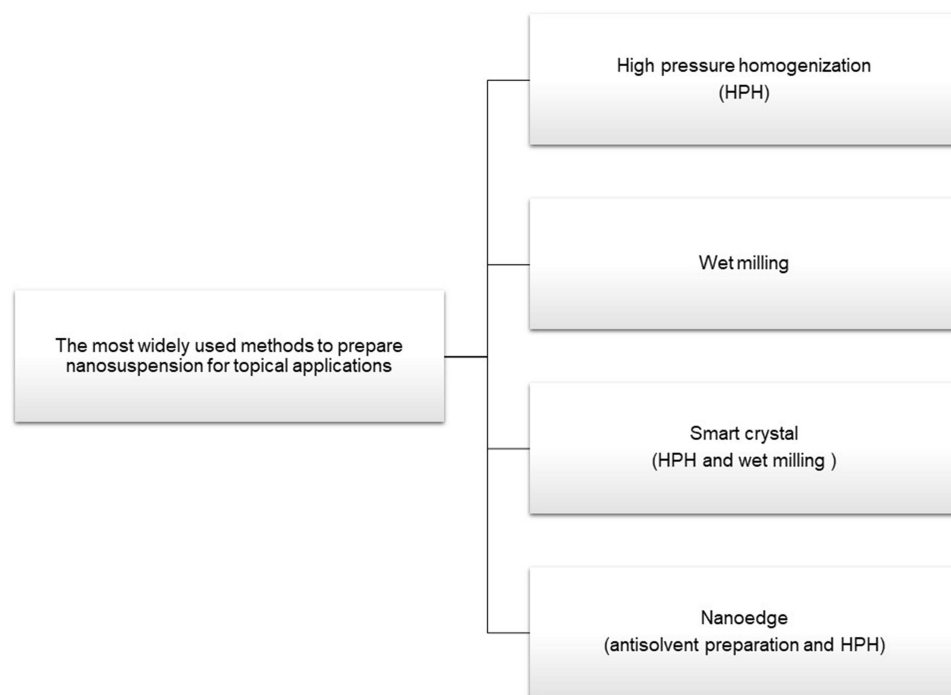 High pressure homogenization
(HPH)
Wet milling
The most widely used methods to prepare
nanosuspension for topical applications
Smart crystal
(HPH and wet milling )
Nanoedge
(antisolvent preparation and HPH)